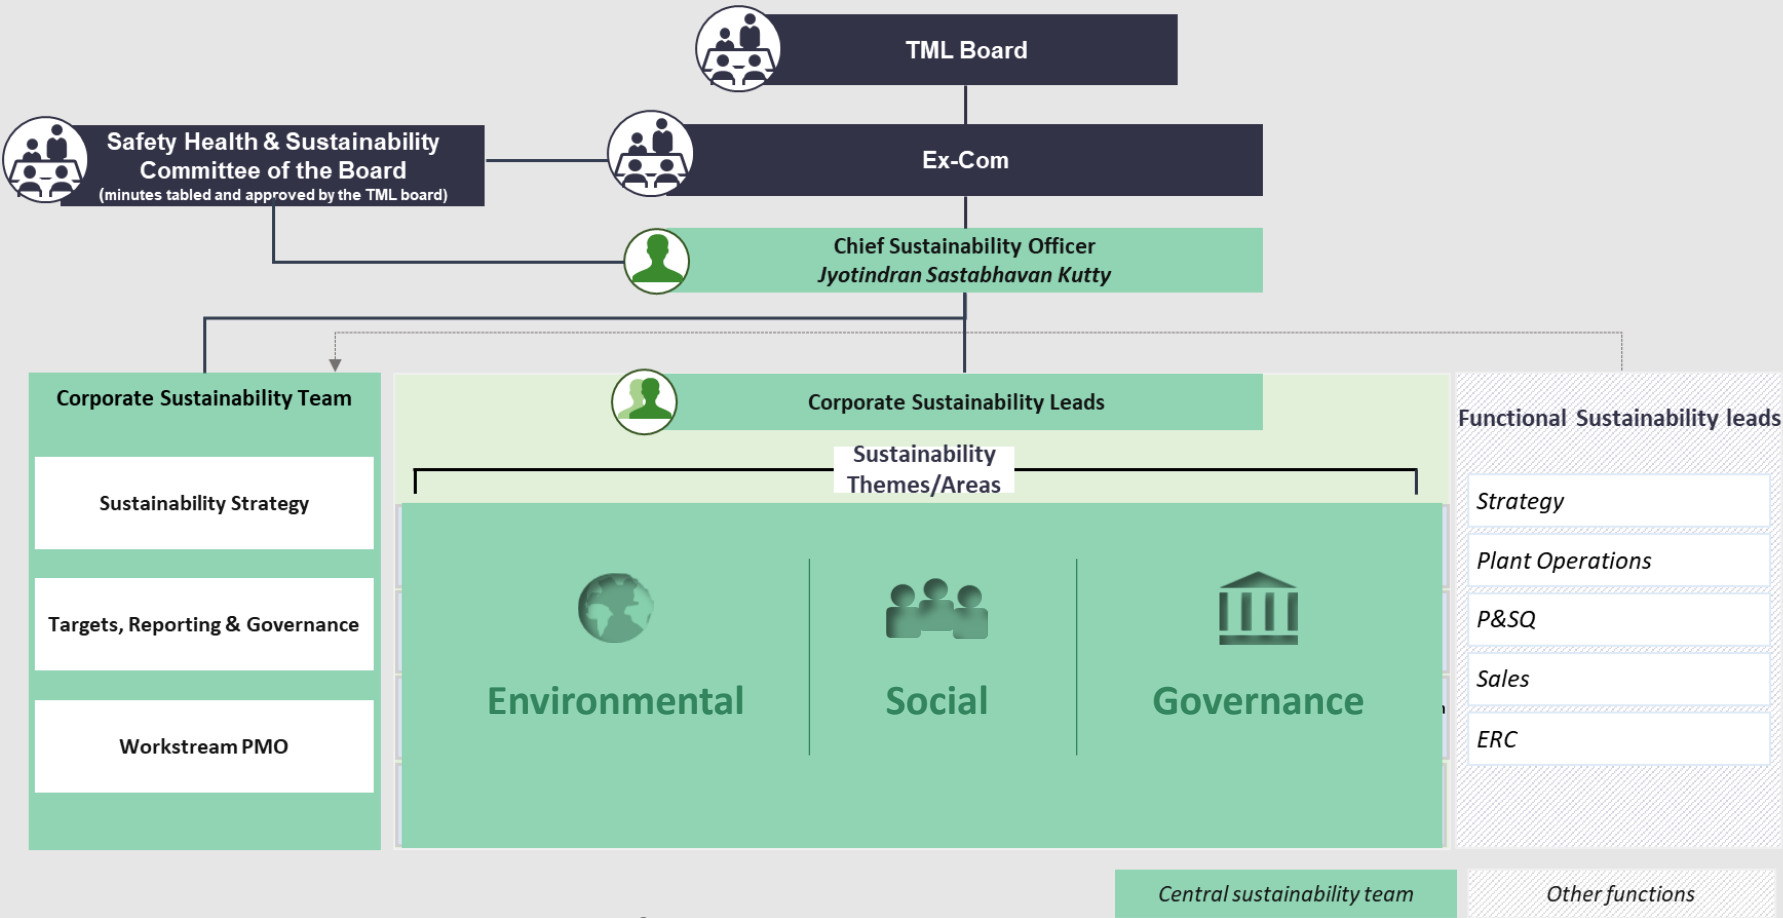 TML Board
Safety Health & Sustainability
Committee of the Board
(minutes tabled and approved by the TML board)
Ex-Com
Chief Sustainability Officer
Jyotindran Sastabhavan Kutty
Corporate Sustainability Team
Sustainability Strategy
Targets, Reporting & Governance
Workstream PMO
Corporate Sustainability Leads
Sustainability
Themes/Areas
Environmental
Social
Governance
Functional Sustainability leads
Strategy
Plant Operations
P&SQ
Sales
ERC
Central sustainability team
Other functions